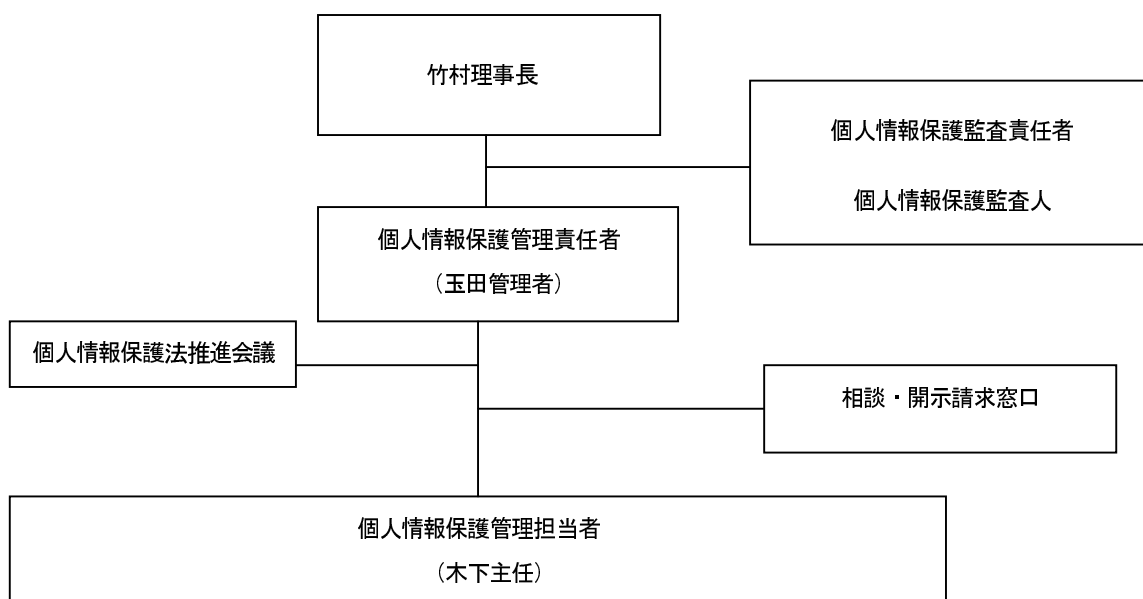 竹村理事長
個人情報保護監査責任者
個人情報保護監査人
個人情報保護管理責任者
（玉田管理者）
個人情報保護法推進会議
相談・開示請求窓口
個人情報保護管理担当者
（木下主任）